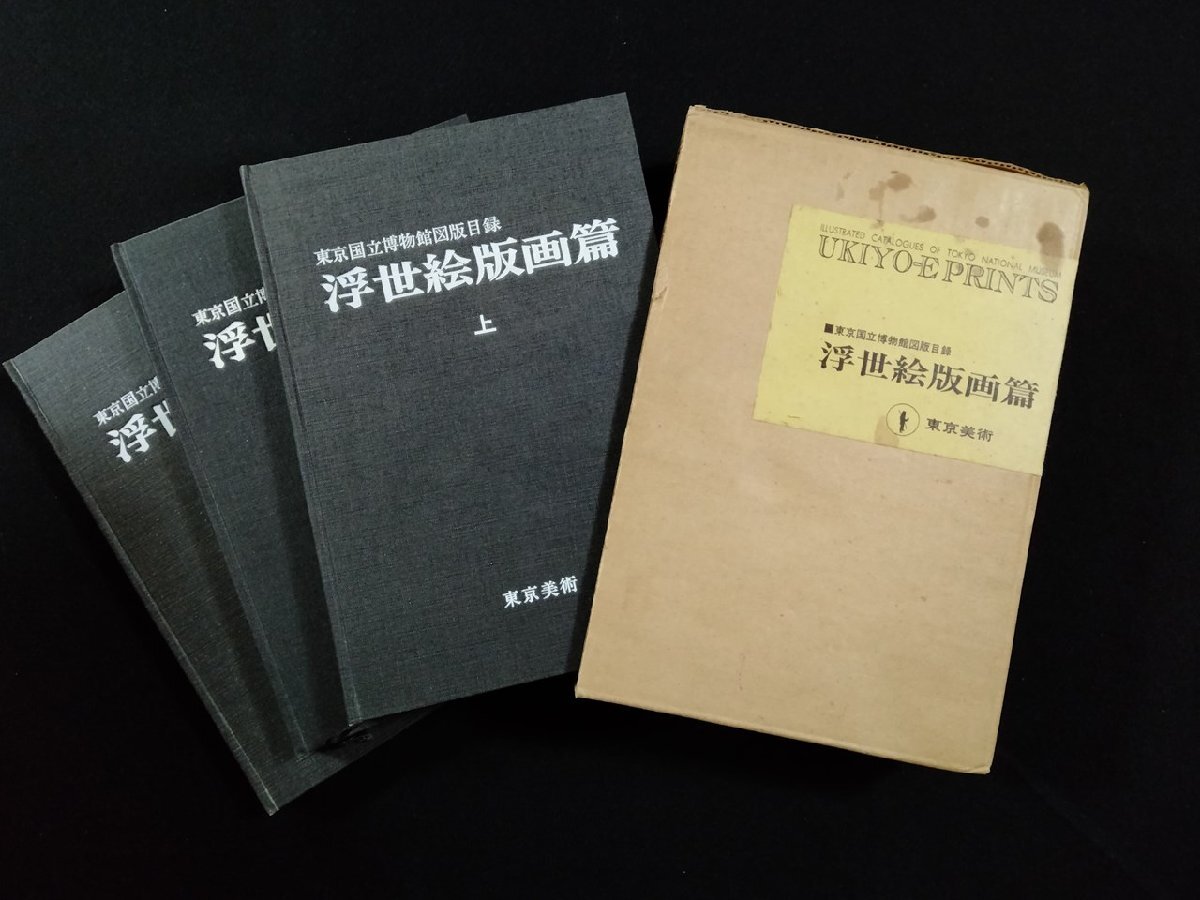 東京国立博
浮世
東京国立博
浮世
東京国立博物館図版目録
浮世絵版画篇
上
東京美術
ILLUSTRATED CATALOGUES OF TOKYO NATIONAL MUSEUM
UKIYO-E PRINTS
■東京国立博物館図版目録
浮世絵版画篇
東京美術